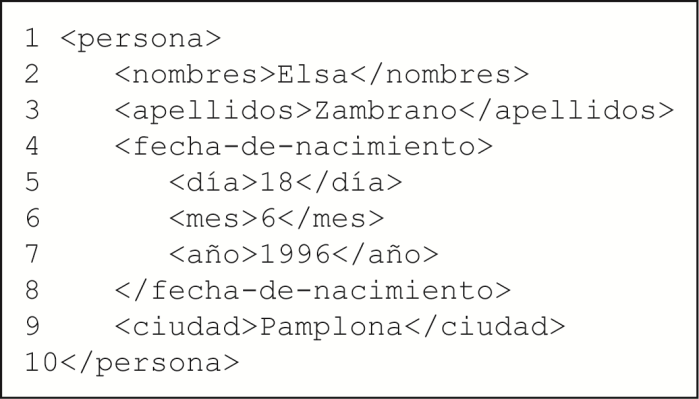 1 <persona>
2    <nombres>Elsa</nombres>
3    <apellidos>Zambrano</apellidos>
4    <fecha-de-nacimiento>
5       <día>18</día>
6       <mes>6</mes>
7       <año>1996</año>
8    </fecha-de-nacimiento>
9    <ciudad>Pamplona</ciudad>
10</persona>